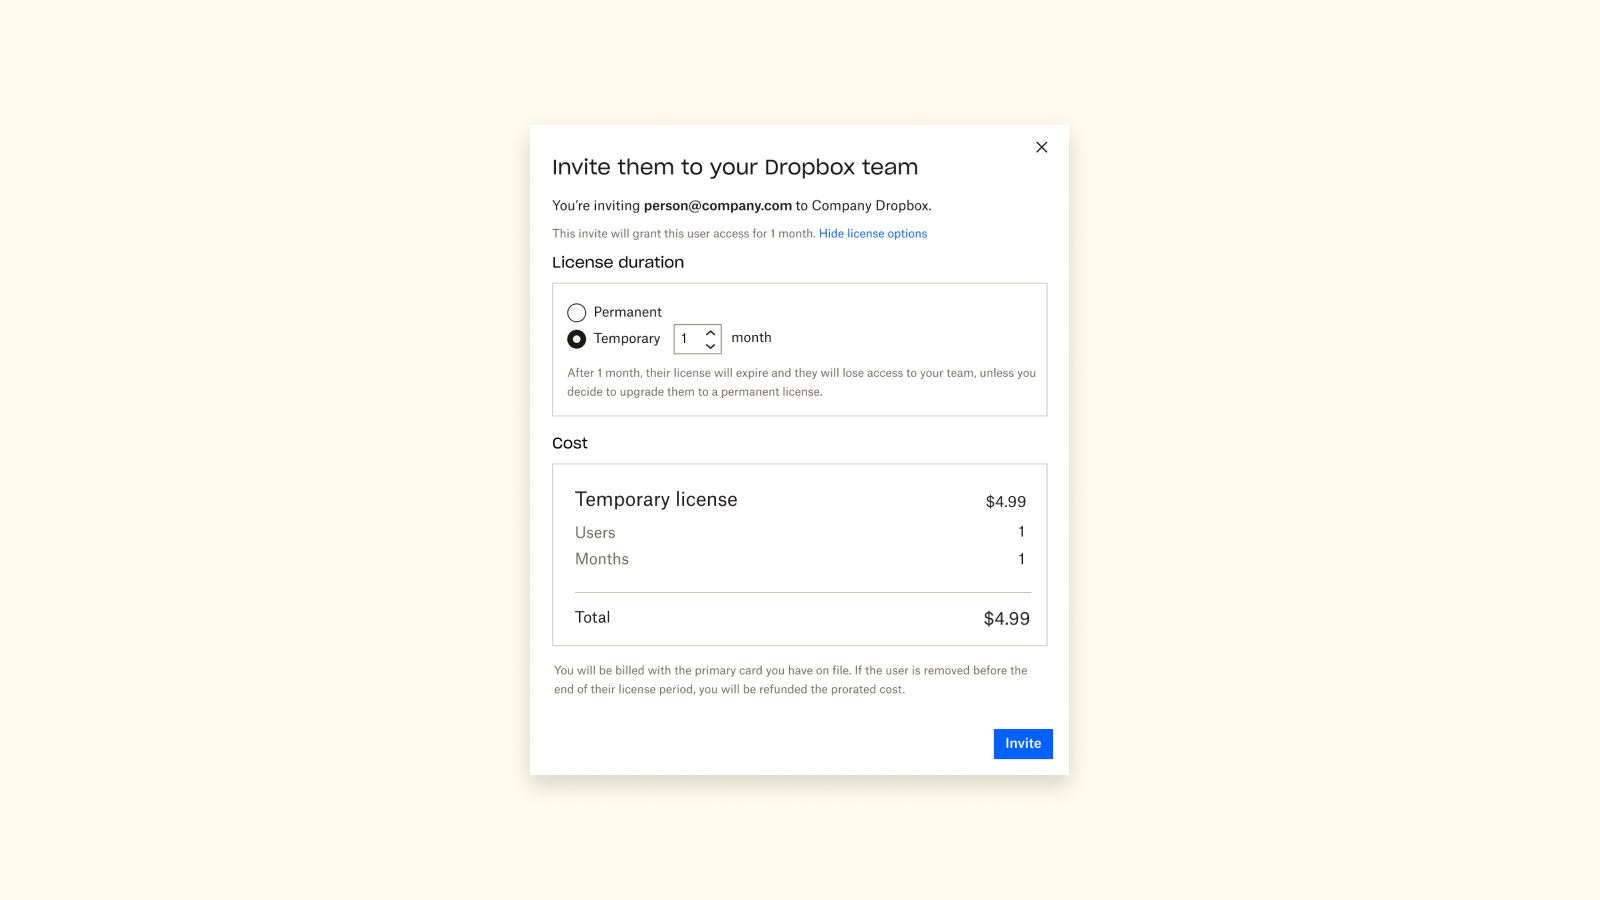 Invite them to your Dropbox team
You're inviting person@company.com to Company Dropbox.
This invite will grant this user access for 1 month. Hide license options
License duration
Permanent
Temporary 1 month
After 1 month, their license will expire and they will lose access to your team, unless you
decide to upgrade them to a permanent license.
Cost
Temporary license $4.99
Users 1
Months 1
Total $4.99
You will be billed with the primary card you have on file. If the user is removed before the
end of their license period, you will be refunded the prorated cost.
Invite